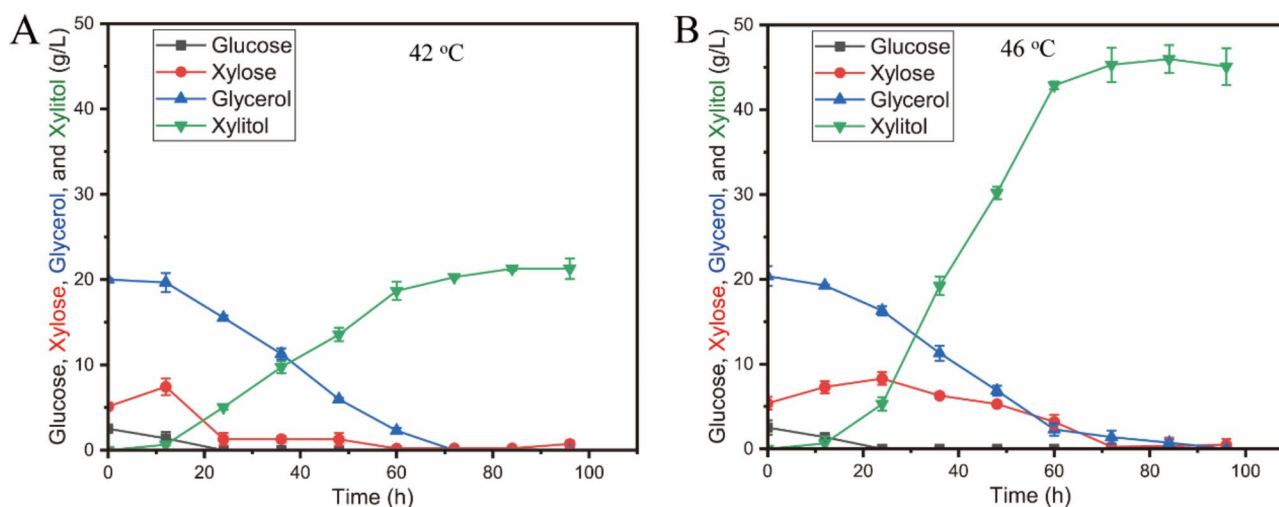 A
42 °C
Glucose
Xylose
Glycerol
Xylitol
Glucose, Xylose, Glycerol, and Xylitol (g/L)
50
40
30
20
10
0
0 20 40 60 80 100
Time (h)
B
46 °C
Glucose
Xylose
Glycerol
Xylitol
Glucose, Xylose, Glycerol, and Xylitol (g/L)
50
40
30
20
10
0
0 20 40 60 80 100
Time (h)